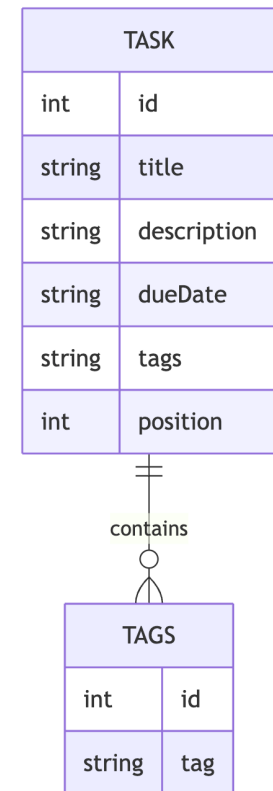 TASK
int id
string title
string description
string dueDate
string tags
int position
contains
TAGS
int id
string tag